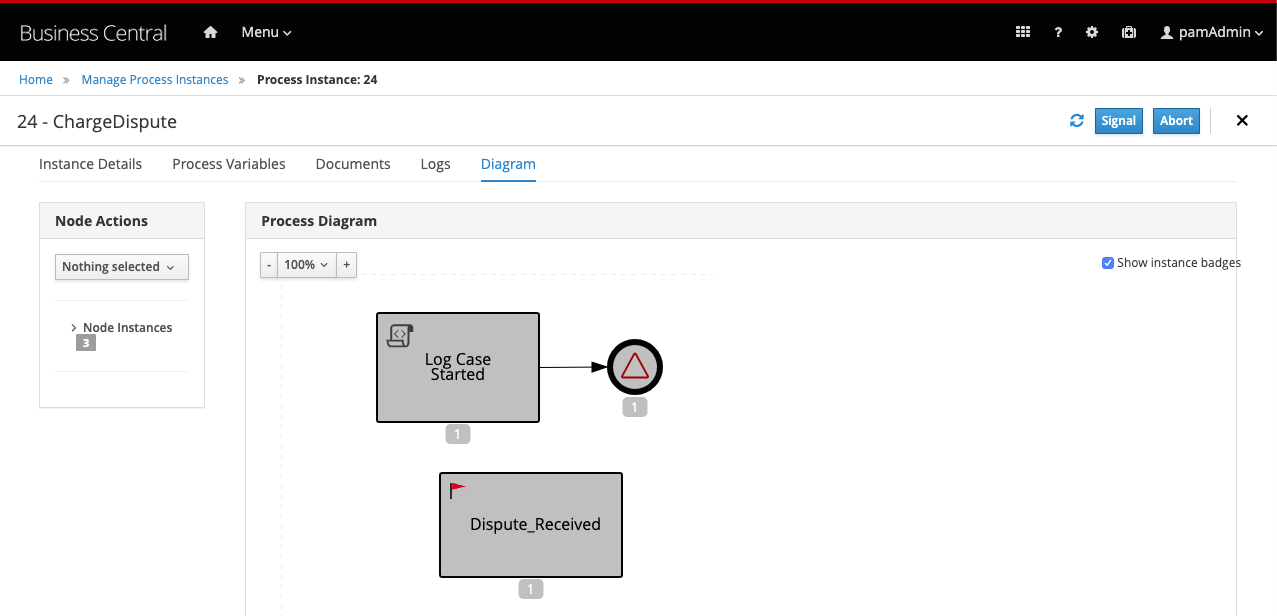 Business Central
Menu
?
pamAdmin
Home » Manage Process Instances » Process Instance: 24
24 - ChargeDispute
Signal
Abort
Instance Details
Process Variables
Documents
Logs
Diagram
Node Actions
Nothing selected
Node Instances
3
Process Diagram
- 100% +
Show instance badges
Log Case
Started
1
1
Dispute_Received
1